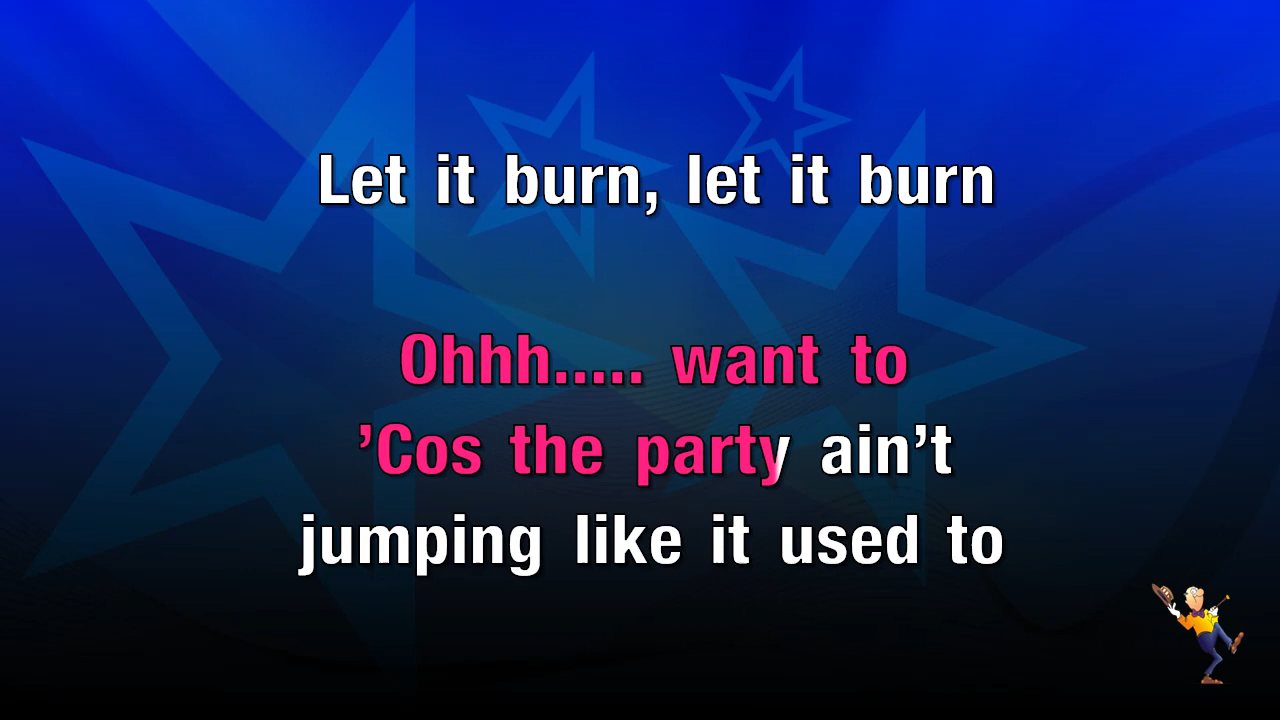 Let it burn, let it burn
Ohhh..... want to
’Cos the party ain’t
jumping like it used to